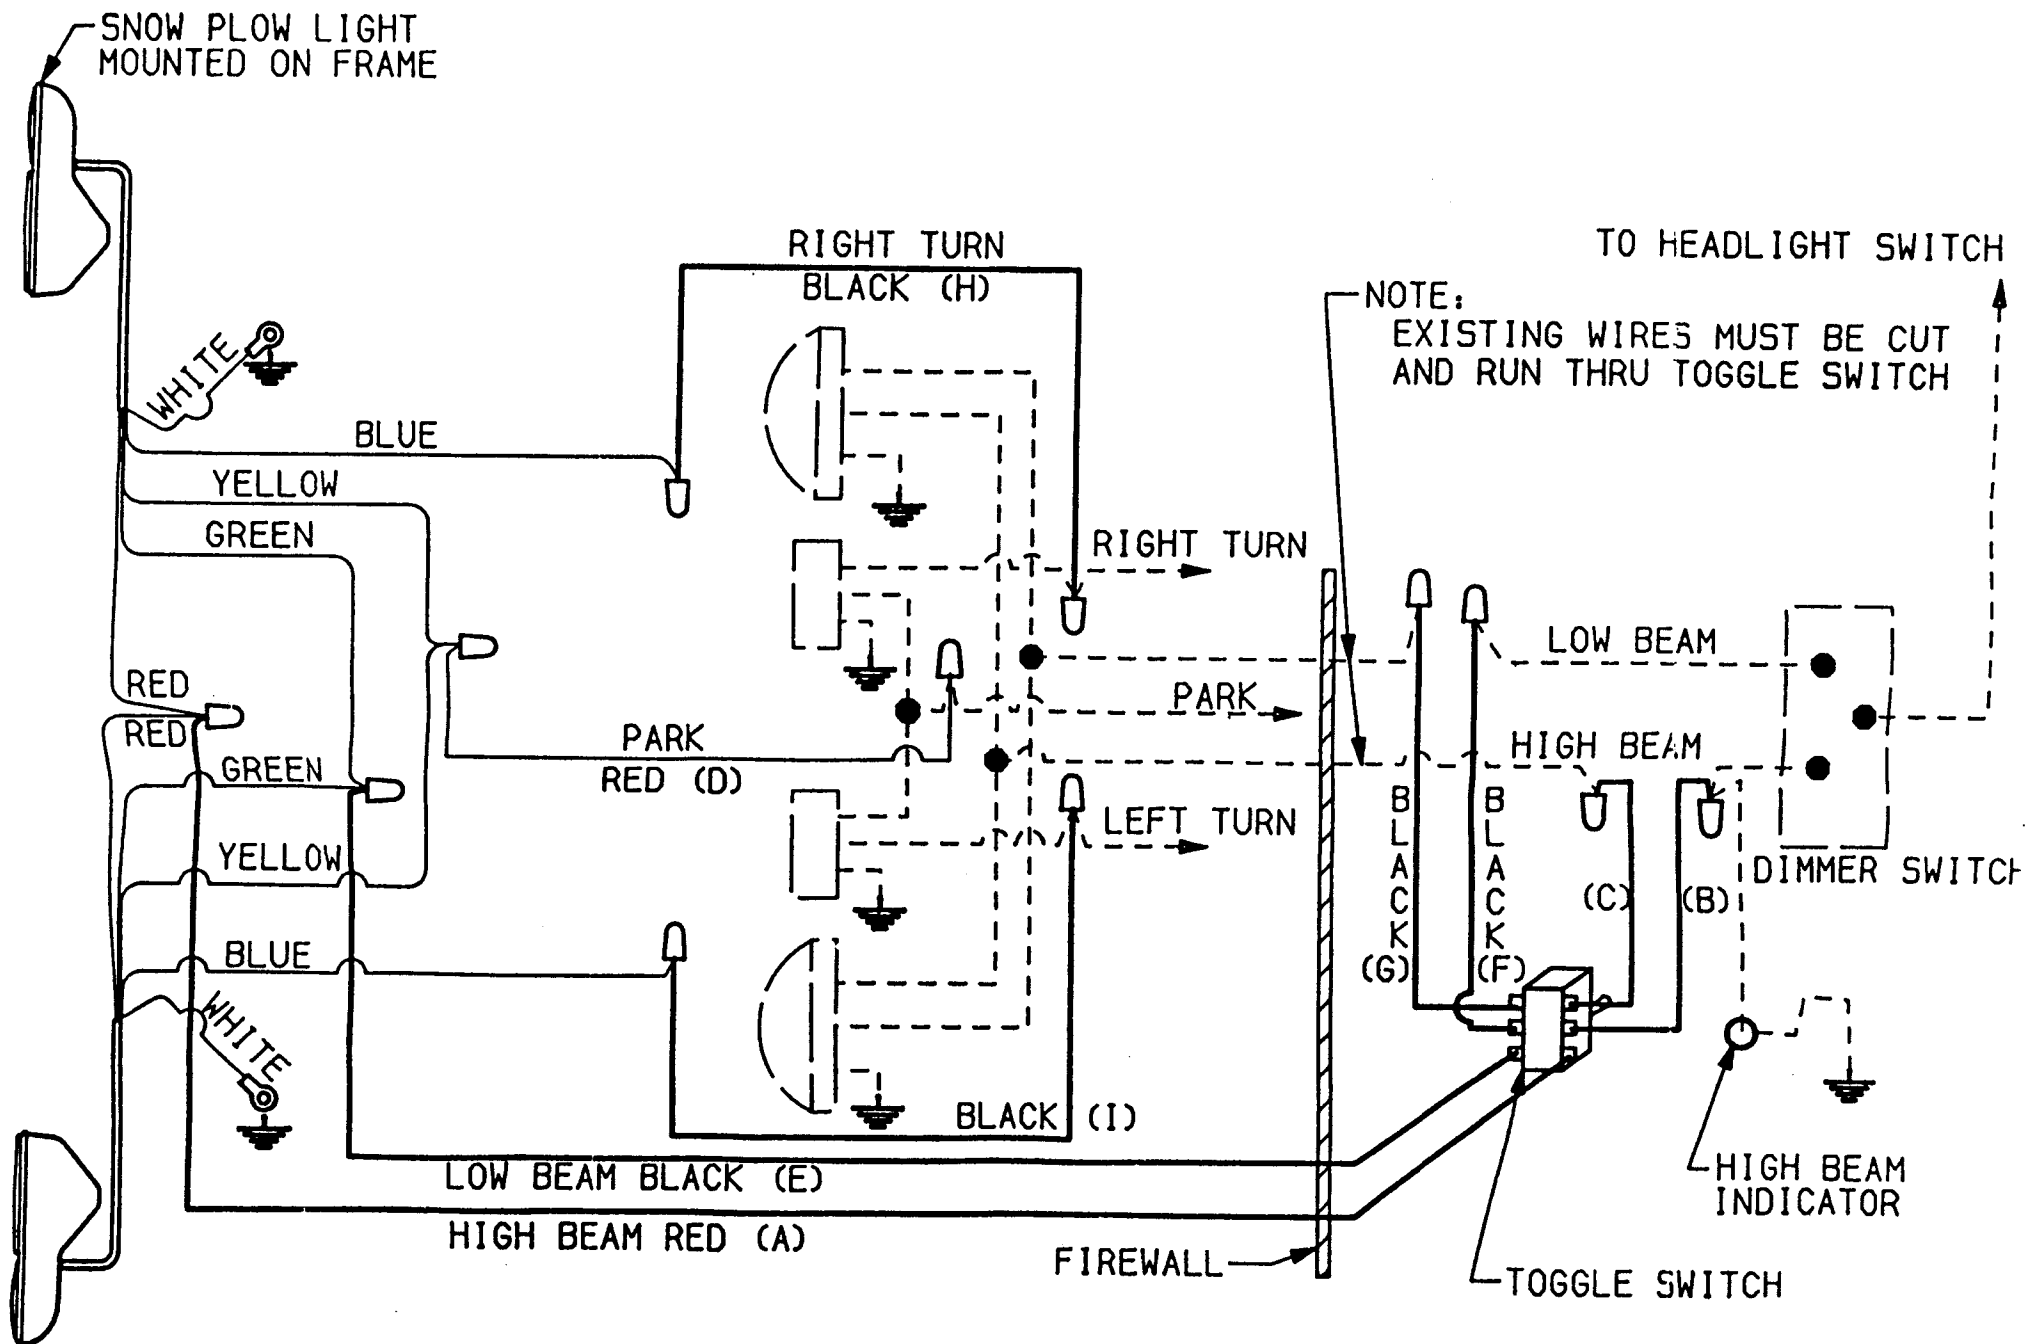 SNOW PLOW LIGHT
MOUNTED ON FRAME
RIGHT TURN
BLACK (H)
TO HEADLIGHT SWITCH
NOTE:
EXISTING WIRES MUST BE CUT
AND RUN THRU TOGGLE SWITCH
WHITE
BLUE
YELLOW
GREEN
RIGHT TURN
LOW BEAM
RED
RED
PARK
PARK
RED (D)
HIGH BEAM
GREEN
BLACK
(G)
BLACK
(F)
LEFT TURN
YELLOW
DIMMER SWITCH
(C)
(B)
BLUE
WHITE
BLACK (I)
LOW BEAM BLACK (E)
HIGH BEAM
INDICATOR
HIGH BEAM RED (A)
FIREWALL
TOGGLE SWITCH